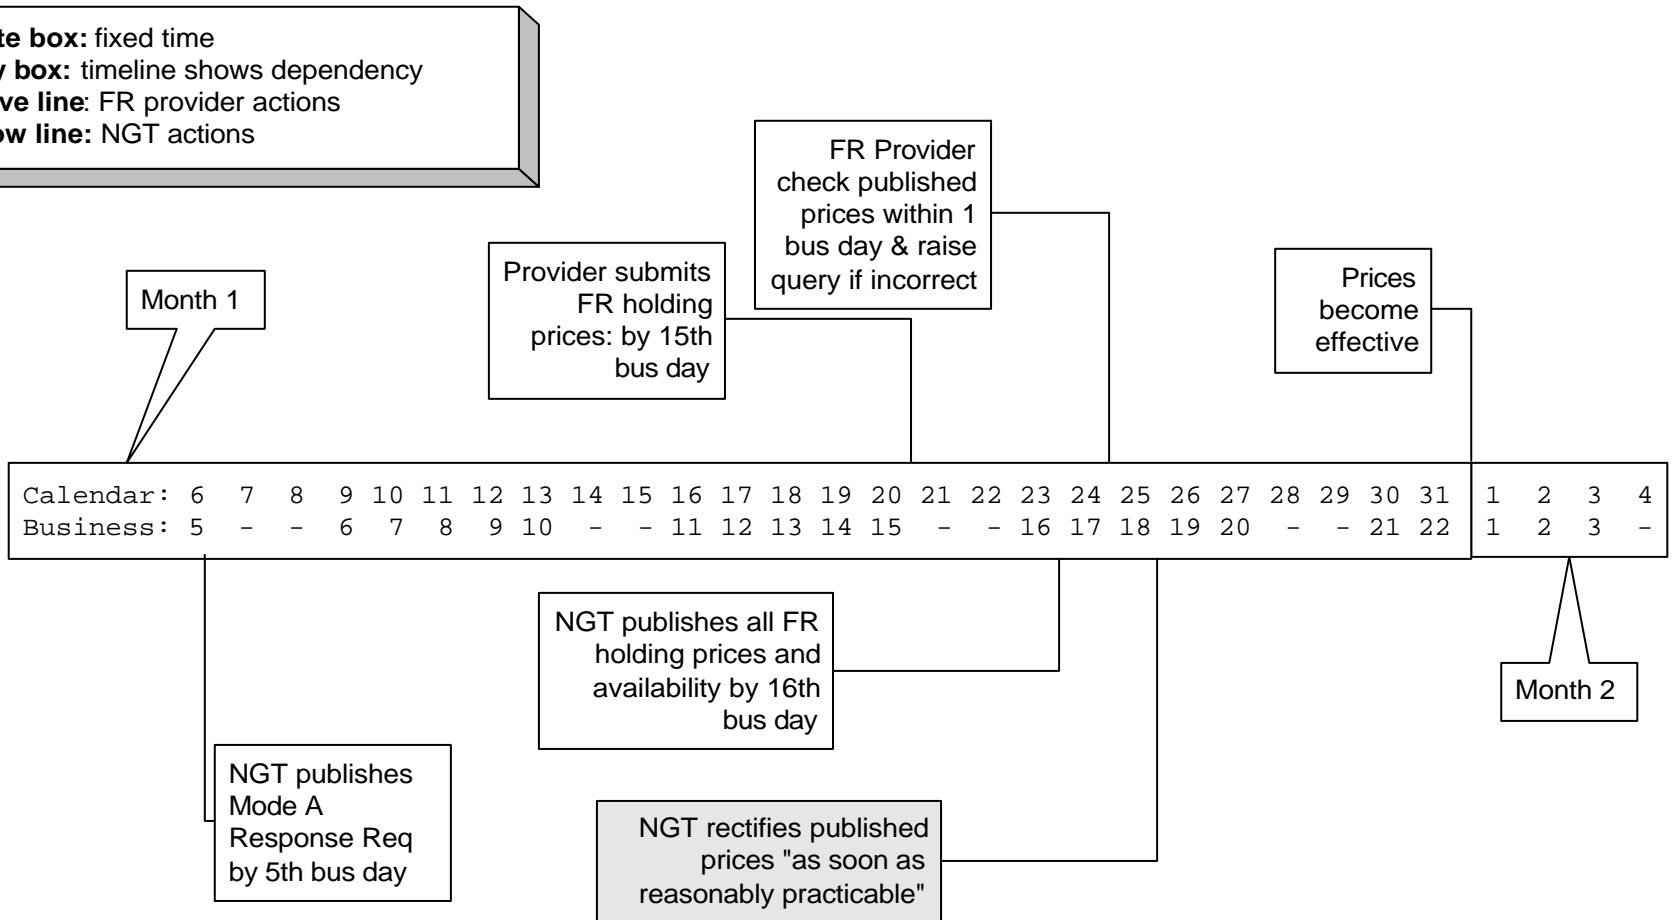 box: fixed time
box: timeline shows dependency
line: FR provider actions
line: NGT actions
FR Provider
check published
prices within 1
bus day & raise
query if incorrect
Provider submits
FR holding
prices: by 15th
bus day
Prices
become
effective
Month 1
Calendar: 6 7 8 9 10 11 12 13 14 15 16 17 18 19 20 21 22 23 24 25 26 27 28 29 30 31 1 2 3 4
Business: 5 - - 6 7 8 9 10 - - 11 12 13 14 15 - - 16 17 18 19 20 - - 21 22 1 2 3 -
NGT publishes all FR
holding prices and
availability by 16th
bus day
Month 2
NGT publishes
Mode A
Response Req
by 5th bus day
NGT rectifies published
prices "as soon as
reasonably practicable"